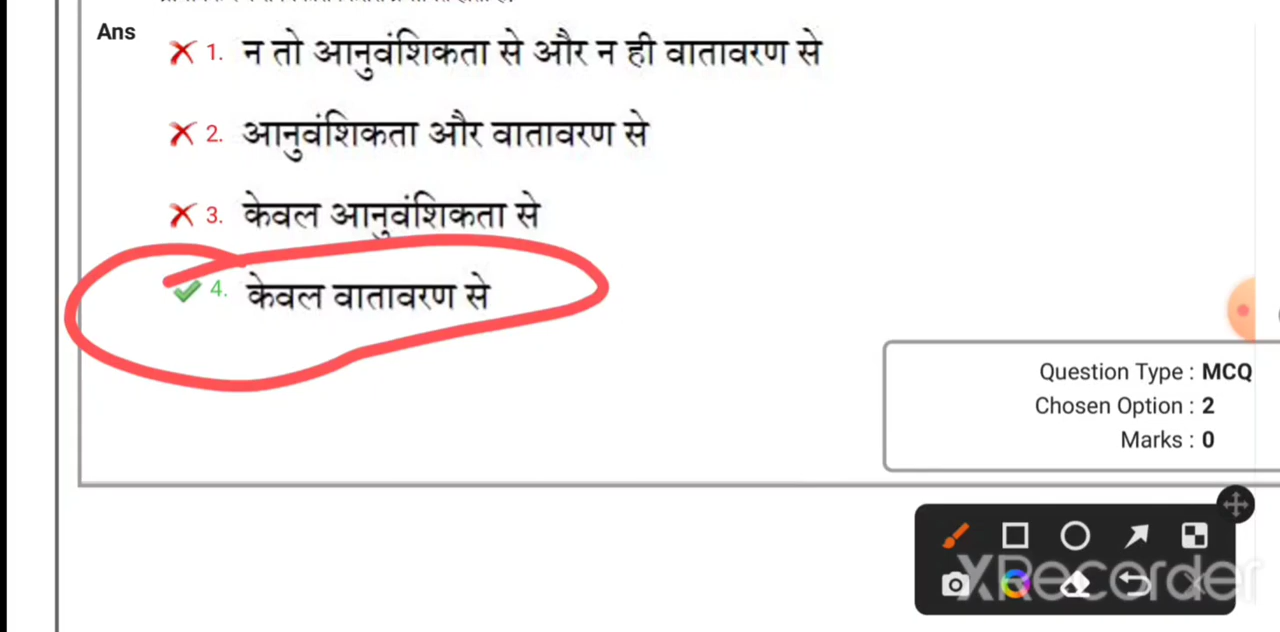 Ans
1. न तो आनुवंशिकता से और न ही वातावरण से
2. आनुवंशिकता और वातावरण से
3. केवल आनुवंशिकता से
4. केवल वातावरण से
Question Type : MCQ
Chosen Option : 2
Marks : 0
XRecorder